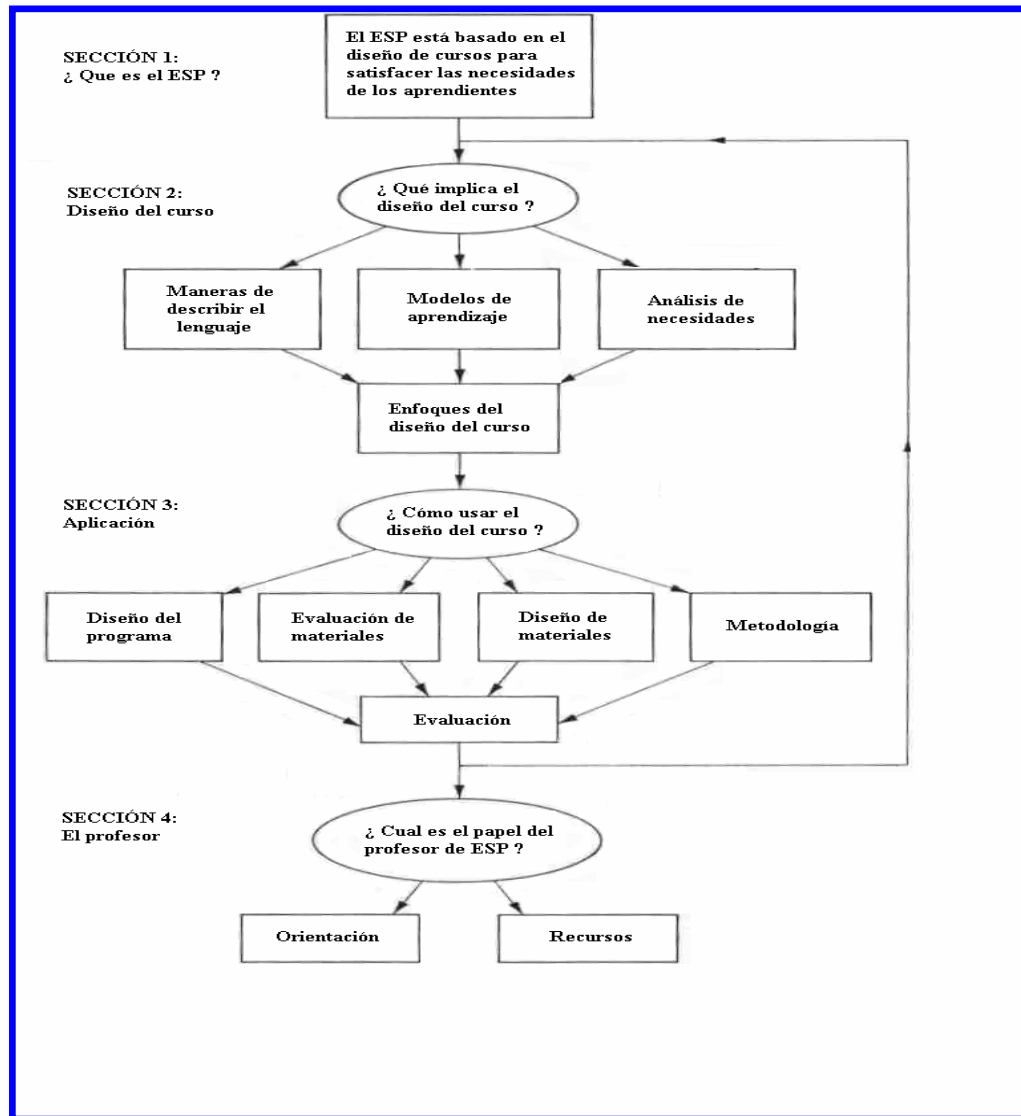 SECCIÓN 1:
¿ Que es el ESP ?
El ESP está basado en el
diseño de cursos para
satisfacer las necesidades
de los aprendientes
SECCIÓN 2:
Diseño del curso
¿ Qué implica el
diseño del curso ?
Maneras de
describir el
lenguaje
Modelos de
aprendizaje
Análisis de
necesidades
Enfoques del
diseño del curso
SECCIÓN 3:
Aplicación
¿ Cómo usar el
diseño del curso ?
Diseño del
programa
Evaluación de
materiales
Diseño de
materiales
Metodología
Evaluación
SECCIÓN 4:
El profesor
¿ Cual es el papel del
profesor de ESP ?
Orientación
Recursos